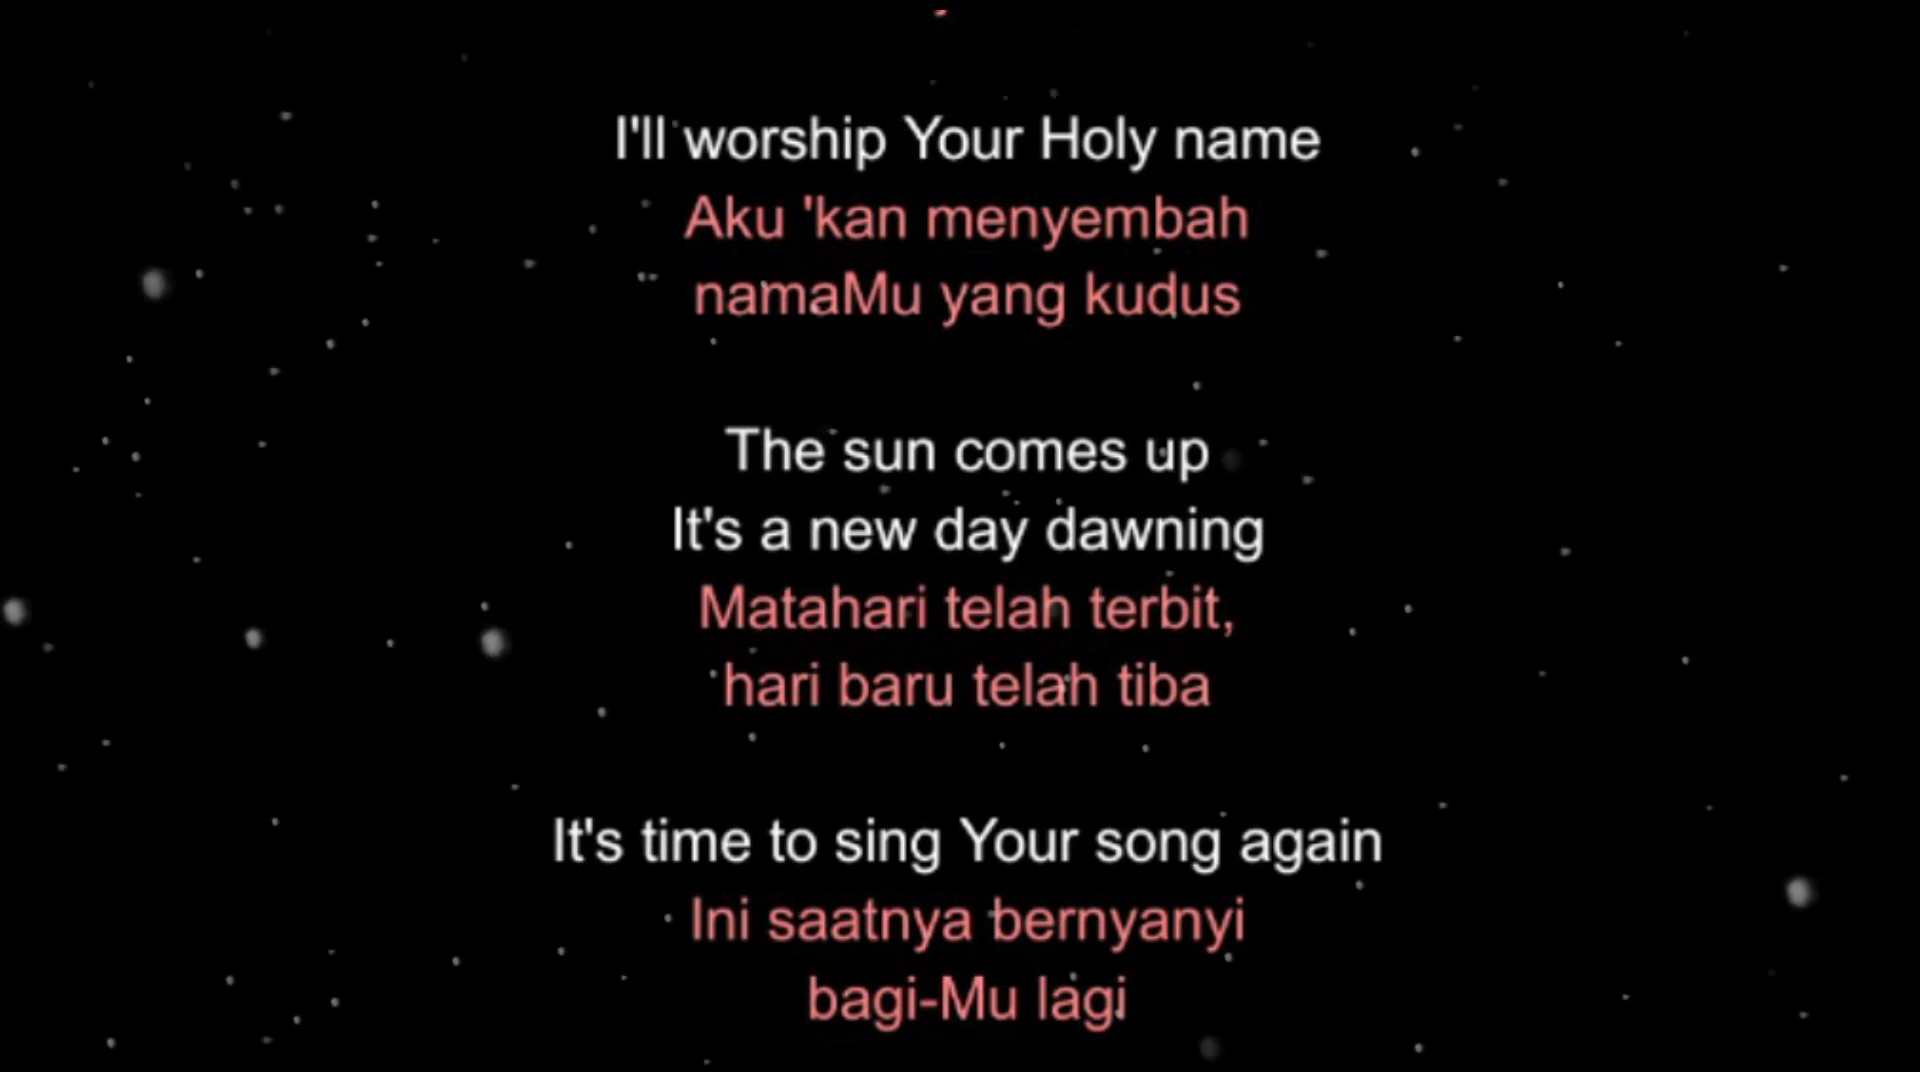 I'll worship Your Holy name
Aku 'kan menyembah
namaMu yang kudus
The sun comes up
It's a new day dawning
Matahari telah terbit,
hari baru telah tiba
It's time to sing Your song again
Ini saatnya bernyanyi
bagi-Mu lagi